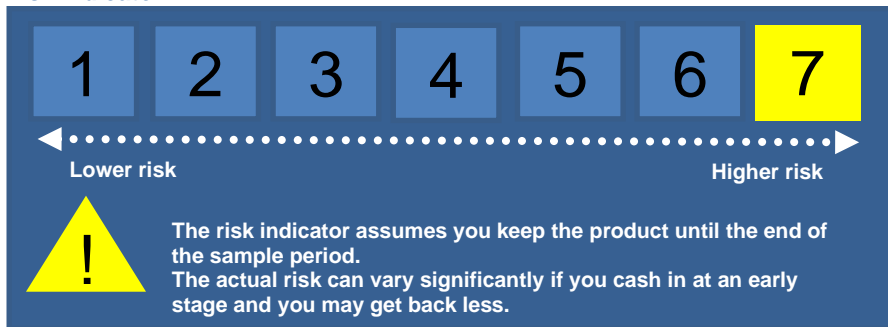 1 2 3 4 5 6 7
Lower risk Higher risk
!
The risk indicator assumes you keep the product until the end of
the sample period.
The actual risk can vary significantly if you cash in at an early
stage and you may get back less.